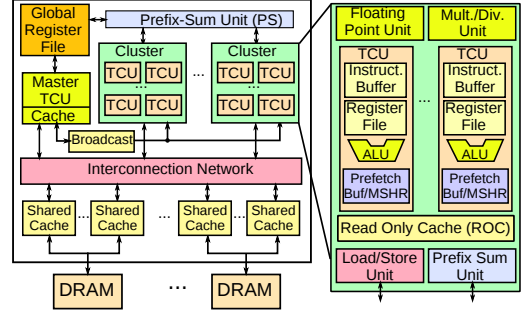 Global
Register
File
Prefix-Sum Unit (PS)
Cluster
TCU
TCU
...
TCU
TCU
...
Cluster
TCU
TCU
...
TCU
TCU
Master
TCU
Cache
Broadcast
Interconnection Network
Shared
Cache
...
Shared
Cache
...
Shared
Cache
...
Shared
Cache
DRAM
...
DRAM
Floating
Point Unit
Mult./Div.
Unit
TCU
Instruct.
Buffer
Register
File
ALU
Prefetch
Buf/MSHR
...
TCU
Instruct.
Buffer
Register
File
ALU
Prefetch
Buf/MSHR
Read Only Cache (ROC)
Load/Store
Unit
Prefix Sum
Unit